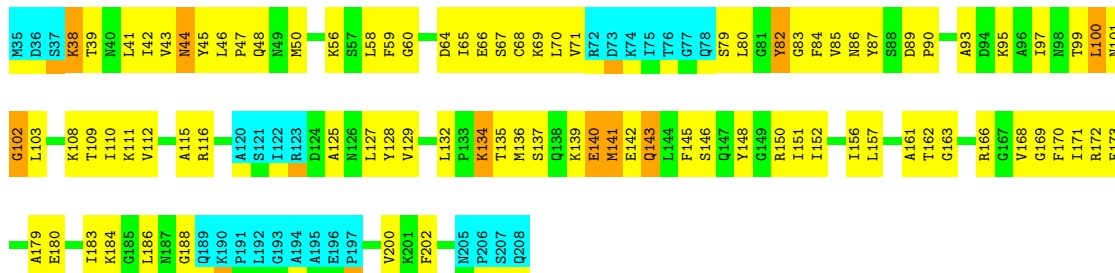 M35 D36 S37 K38 T39 N40 L41 I42 V43 N44 Y45 L46 P47 Q48 N49 M50 K56 S57 L58 F59 G60 D64 I65 E66 S67 C68 K69 L70 V71 R72 D73 K74 I75 T76 G77 Q78 S79 L80 G81 Y82 G83 F84 V85 N86 Y87 S88 D89 P90 A93 D94 K95 A96 I97 N98 T99 L100 N101
G102 L103 K108 T109 I110 K111 V112 A115 R116 A120 S121 I122 R123 D124 A125 N126 L127 Y128 V129 L132 P133 K134 T135 M136 S137 Q138 K139 E140 M141 E142 Q143 L144 F145 S146 Q147 Y148 G149 R150 I151 I152 I156 L157 A161 T162 G163 R166 G167 V168 G169 F170 I171 R172
A179 E180 I183 K184 G185 L186 N187 G188 Q189 K190 P191 L192 G193 A194 A195 E196 P197 V200 K201 F202 N205 P206 S207 Q208